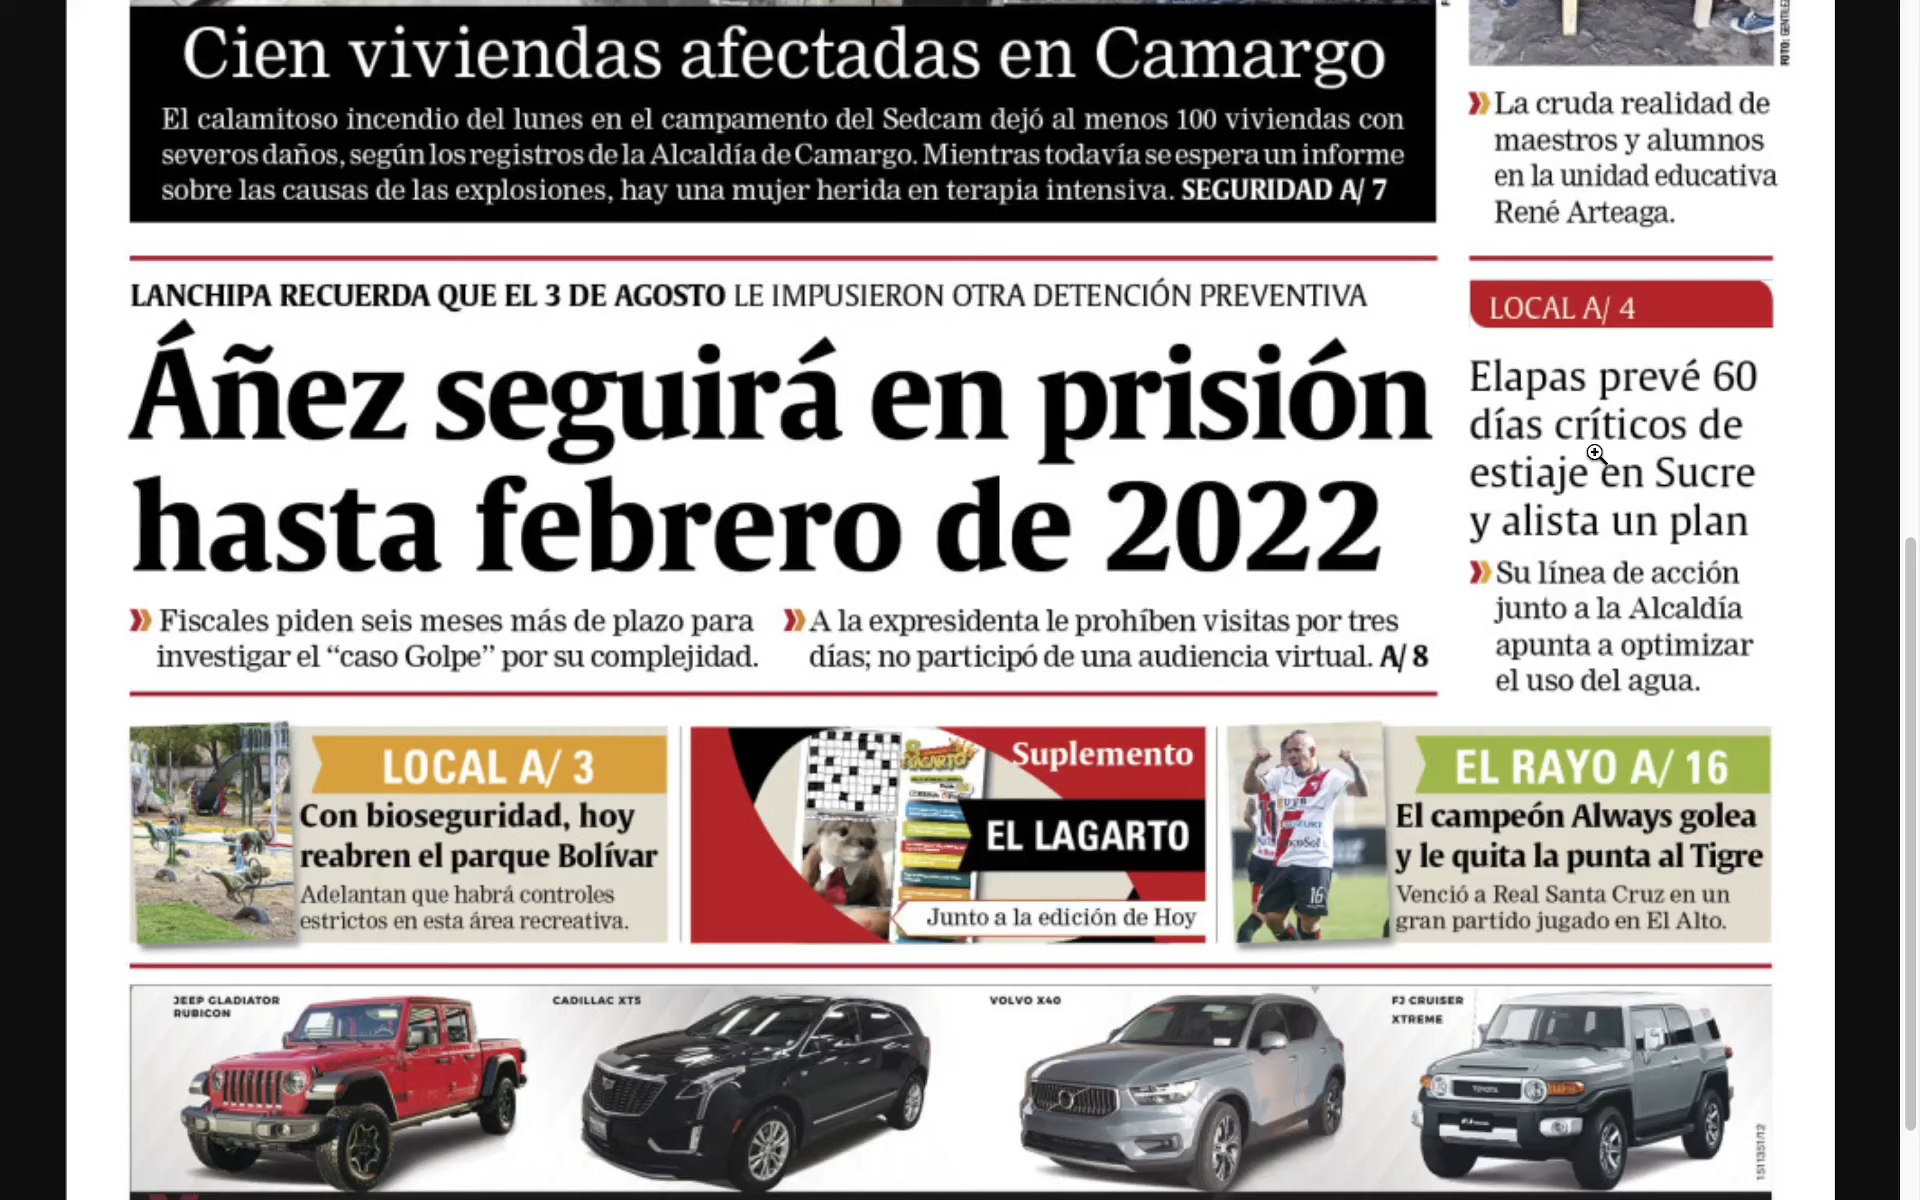 Cien viviendas afectadas en Camargo
El calamitoso incendio del lunes en el campamento del Sedcam dejó al menos 100 viviendas con
severos daños, según los registros de la Alcaldía de Camargo. Mientras todavía se espera un informe
sobre las causas de las explosiones, hay una mujer herida en terapia intensiva. SEGURIDAD A/ 7
La cruda realidad de
maestros y alumnos
en la unidad educativa
René Arteaga.
LANCHIPA RECUERDA QUE EL 3 DE AGOSTO LE IMPUSIERON OTRA DETENCIÓN PREVENTIVA
Áñez seguirá en prisión
hasta febrero de 2022
Fiscales piden seis meses más de plazo para
investigar el “caso Golpe” por su complejidad.
A la expresidenta le prohíben visitas por tres
días; no participó de una audiencia virtual. A/ 8
LOCAL A/ 4
Elapas prevé 60
días críticos de
estiaje en Sucre
y alista un plan
Su línea de acción
junto a la Alcaldía
apunta a optimizar
el uso del agua.
LOCAL A/ 3
Con bioseguridad, hoy
reabren el parque Bolívar
Adelantan que habrá controles
estrictos en esta área recreativa.
Suplemento
EL LAGARTO
Junto a la edición de Hoy
EL RAYO A/ 16
El campeón Always golea
y le quita la punta al Tigre
Venció a Real Santa Cruz en un
gran partido jugado en El Alto.
16
JEEP GLADIATOR
RUBICON
CADILLAC XT5
VOLVO X40
FJ CRUISER
XTREME
TOYOTA
1511351/12